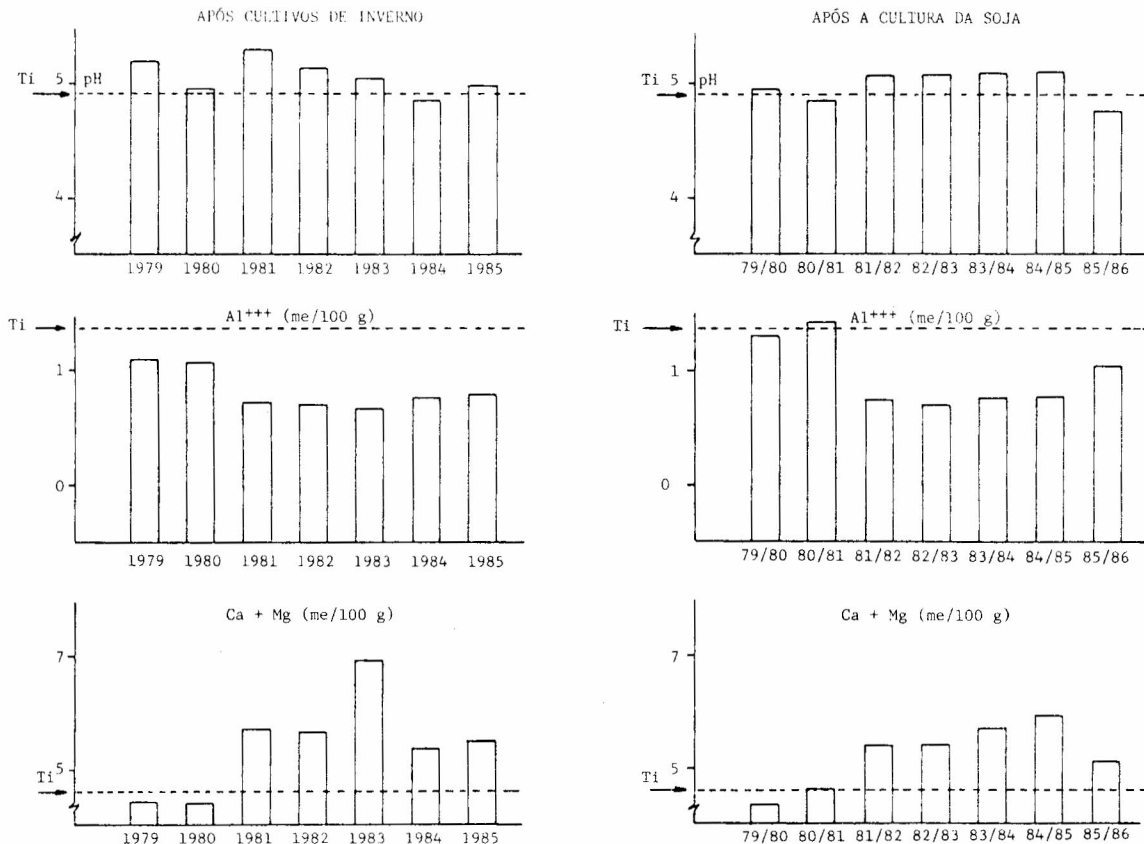 APÓS CULTIVOS DE INVERNO
Ti 5 pH
4
1979 1980 1981 1982 1983 1984 1985
Al+++ (me/100 g)
Ti
1
0
1979 1980 1981 1982 1983 1984 1985
Ca + Mg (me/100 g)
7
5
Ti
1979 1980 1981 1982 1983 1984 1985
APÓS A CULTURA DA SOJA
Ti 5 pH
4
79/80 80/81 81/82 82/83 83/84 84/85 85/86
Al+++ (me/100 g)
Ti
1
0
79/80 80/81 81/82 82/83 83/84 84/85 85/86
Ca + Mg (me/100 g)
7
5
Ti
79/80 80/81 81/82 82/83 83/84 84/85 85/86